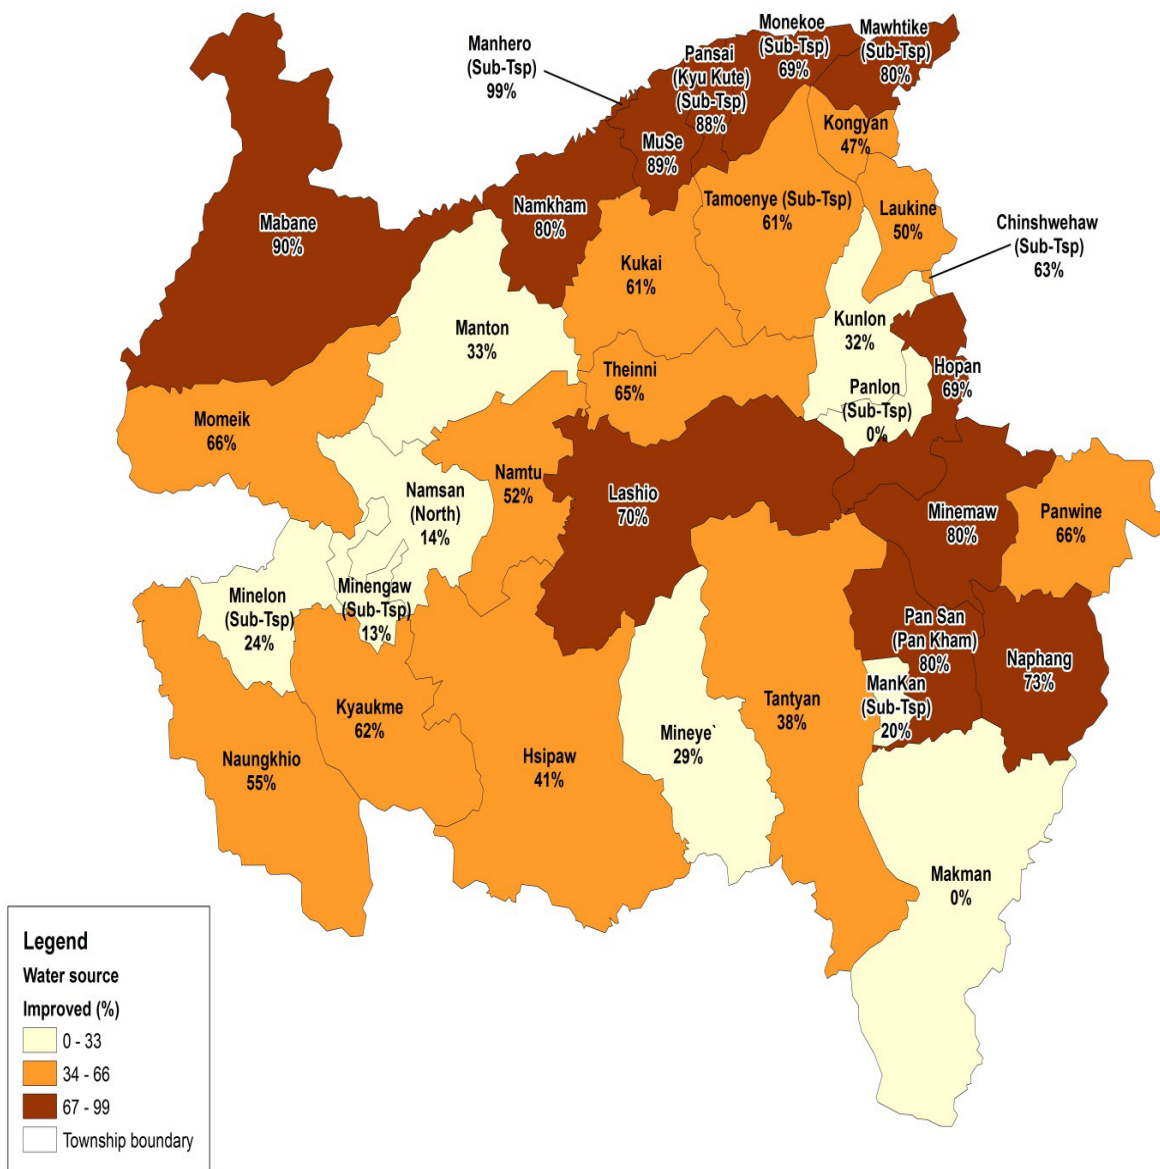 Manhero
(Sub-Tsp)
99%
Pansai
(Kyu Kute)
(Sub-Tsp)
88%
Monekoe
(Sub-Tsp)
69%
Mawhtike
(Sub-Tsp)
80%
MuSe
89%
Kongyan
47%
Mabane
90%
Namkham
80%
Tamoenye (Sub-Tsp)
61%
Laukine
50%
Chinshwehaw
(Sub-Tsp)
63%
Kukai
61%
Manton
33%
Kunlon
32%
Theinni
65%
Hopan
69%
Panlon
(Sub-Tsp)
0%
Momeik
66%
Namtu
52%
Namsan
(North)
14%
Lashio
70%
Minemaw
80%
Panwine
66%
Minelon
(Sub-Tsp)
24%
Minengaw
(Sub-Tsp)
13%
Pan San
(Pan Kham)
80%
Naphang
73%
ManKan
(Sub-Tsp)
20%
Kyaukme
62%
Tantyan
38%
Mineye`
29%
Naungkhio
55%
Hsipaw
41%
Makman
0%
Legend
Water source
Improved (%)
0 - 33
34 - 66
67 - 99
Township boundary